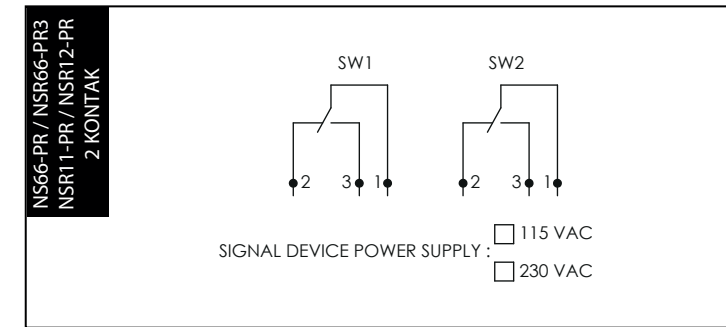 NS66-PR / NSR66-PR3
NSR11-PR / NSR12-PR
2 KONTAK
SW1 SW2
2 3 1 2 3 1
SIGNAL DEVICE POWER SUPPLY :
115 VAC
230 VAC